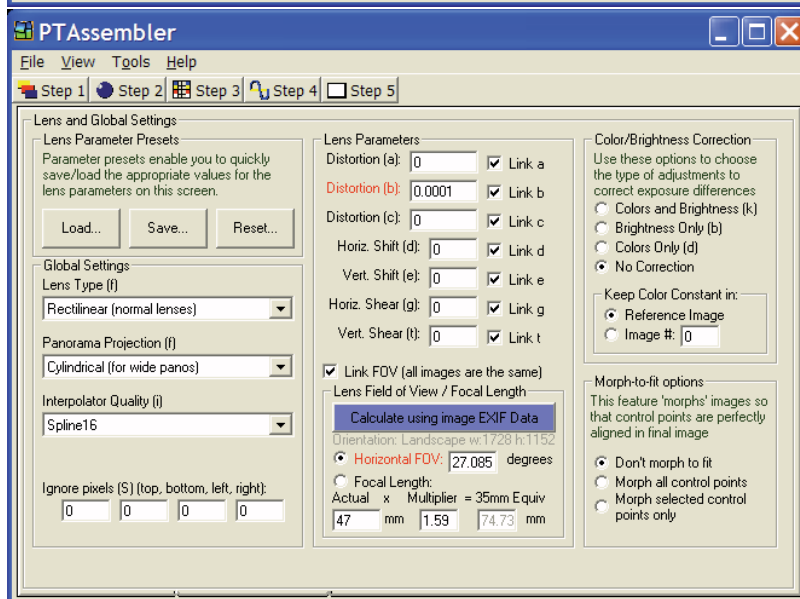 PTAssembler
File View Tools Help
Step 1 Step 2 Step 3 Step 4 Step 5
Lens and Global Settings
Lens Parameter Presets
Parameter presets enable you to quickly
save/load the appropriate values for the
lens parameters on this screen.
Load... Save... Reset...
Global Settings
Lens Type (f)
Rectilinear (normal lenses)
Panorama Projection (f)
Cylindrical (for wide panos)
Interpolator Quality (i)
Spline16
Ignore pixels (S) (top, bottom, left, right):
0 0 0 0
Lens Parameters
Distortion (a): 0 Link a
Distortion (b): 0.0001 Link b
Distortion (c): 0 Link c
Horiz. Shift (d): 0 Link d
Vert. Shift (e): 0 Link e
Horiz. Shear (g): 0 Link g
Vert. Shear (t): 0 Link t
Link FOV (all images are the same)
Lens Field of View / Focal Length
Calculate using image EXIF Data
Orientation: Landscape w:1728 h:1152
Horizontal FOV: 27.085 degrees
Focal Length:
Actual x Multiplier = 35mm Equiv
47 mm 1.59 74.73 mm
Color/Brightness Correction
Use these options to choose
the type of adjustments to
correct exposure differences
Colors and Brightness (k)
Brightness Only (b)
Colors Only (d)
No Correction
Keep Color Constant in:
Reference Image
Image #: 0
Morph-to-fit options
This feature 'morphs' images so
that control points are perfectly
aligned in final image
Don't morph to fit
Morph all control points
Morph selected control
points only